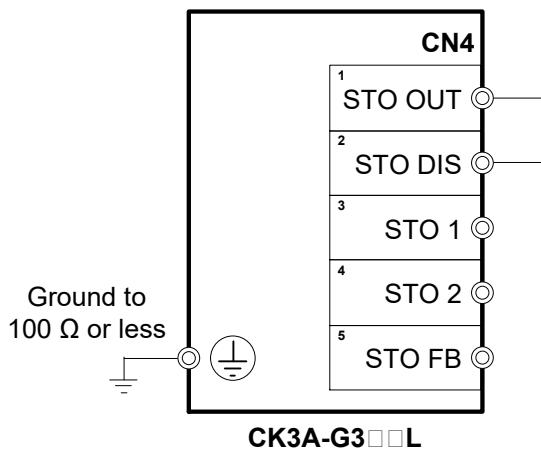 CN4
1
STO OUT
2
STO DIS
3
STO 1
4
STO 2
5
STO FB
Ground to
100 Ω or less
CK3A-G3□□L